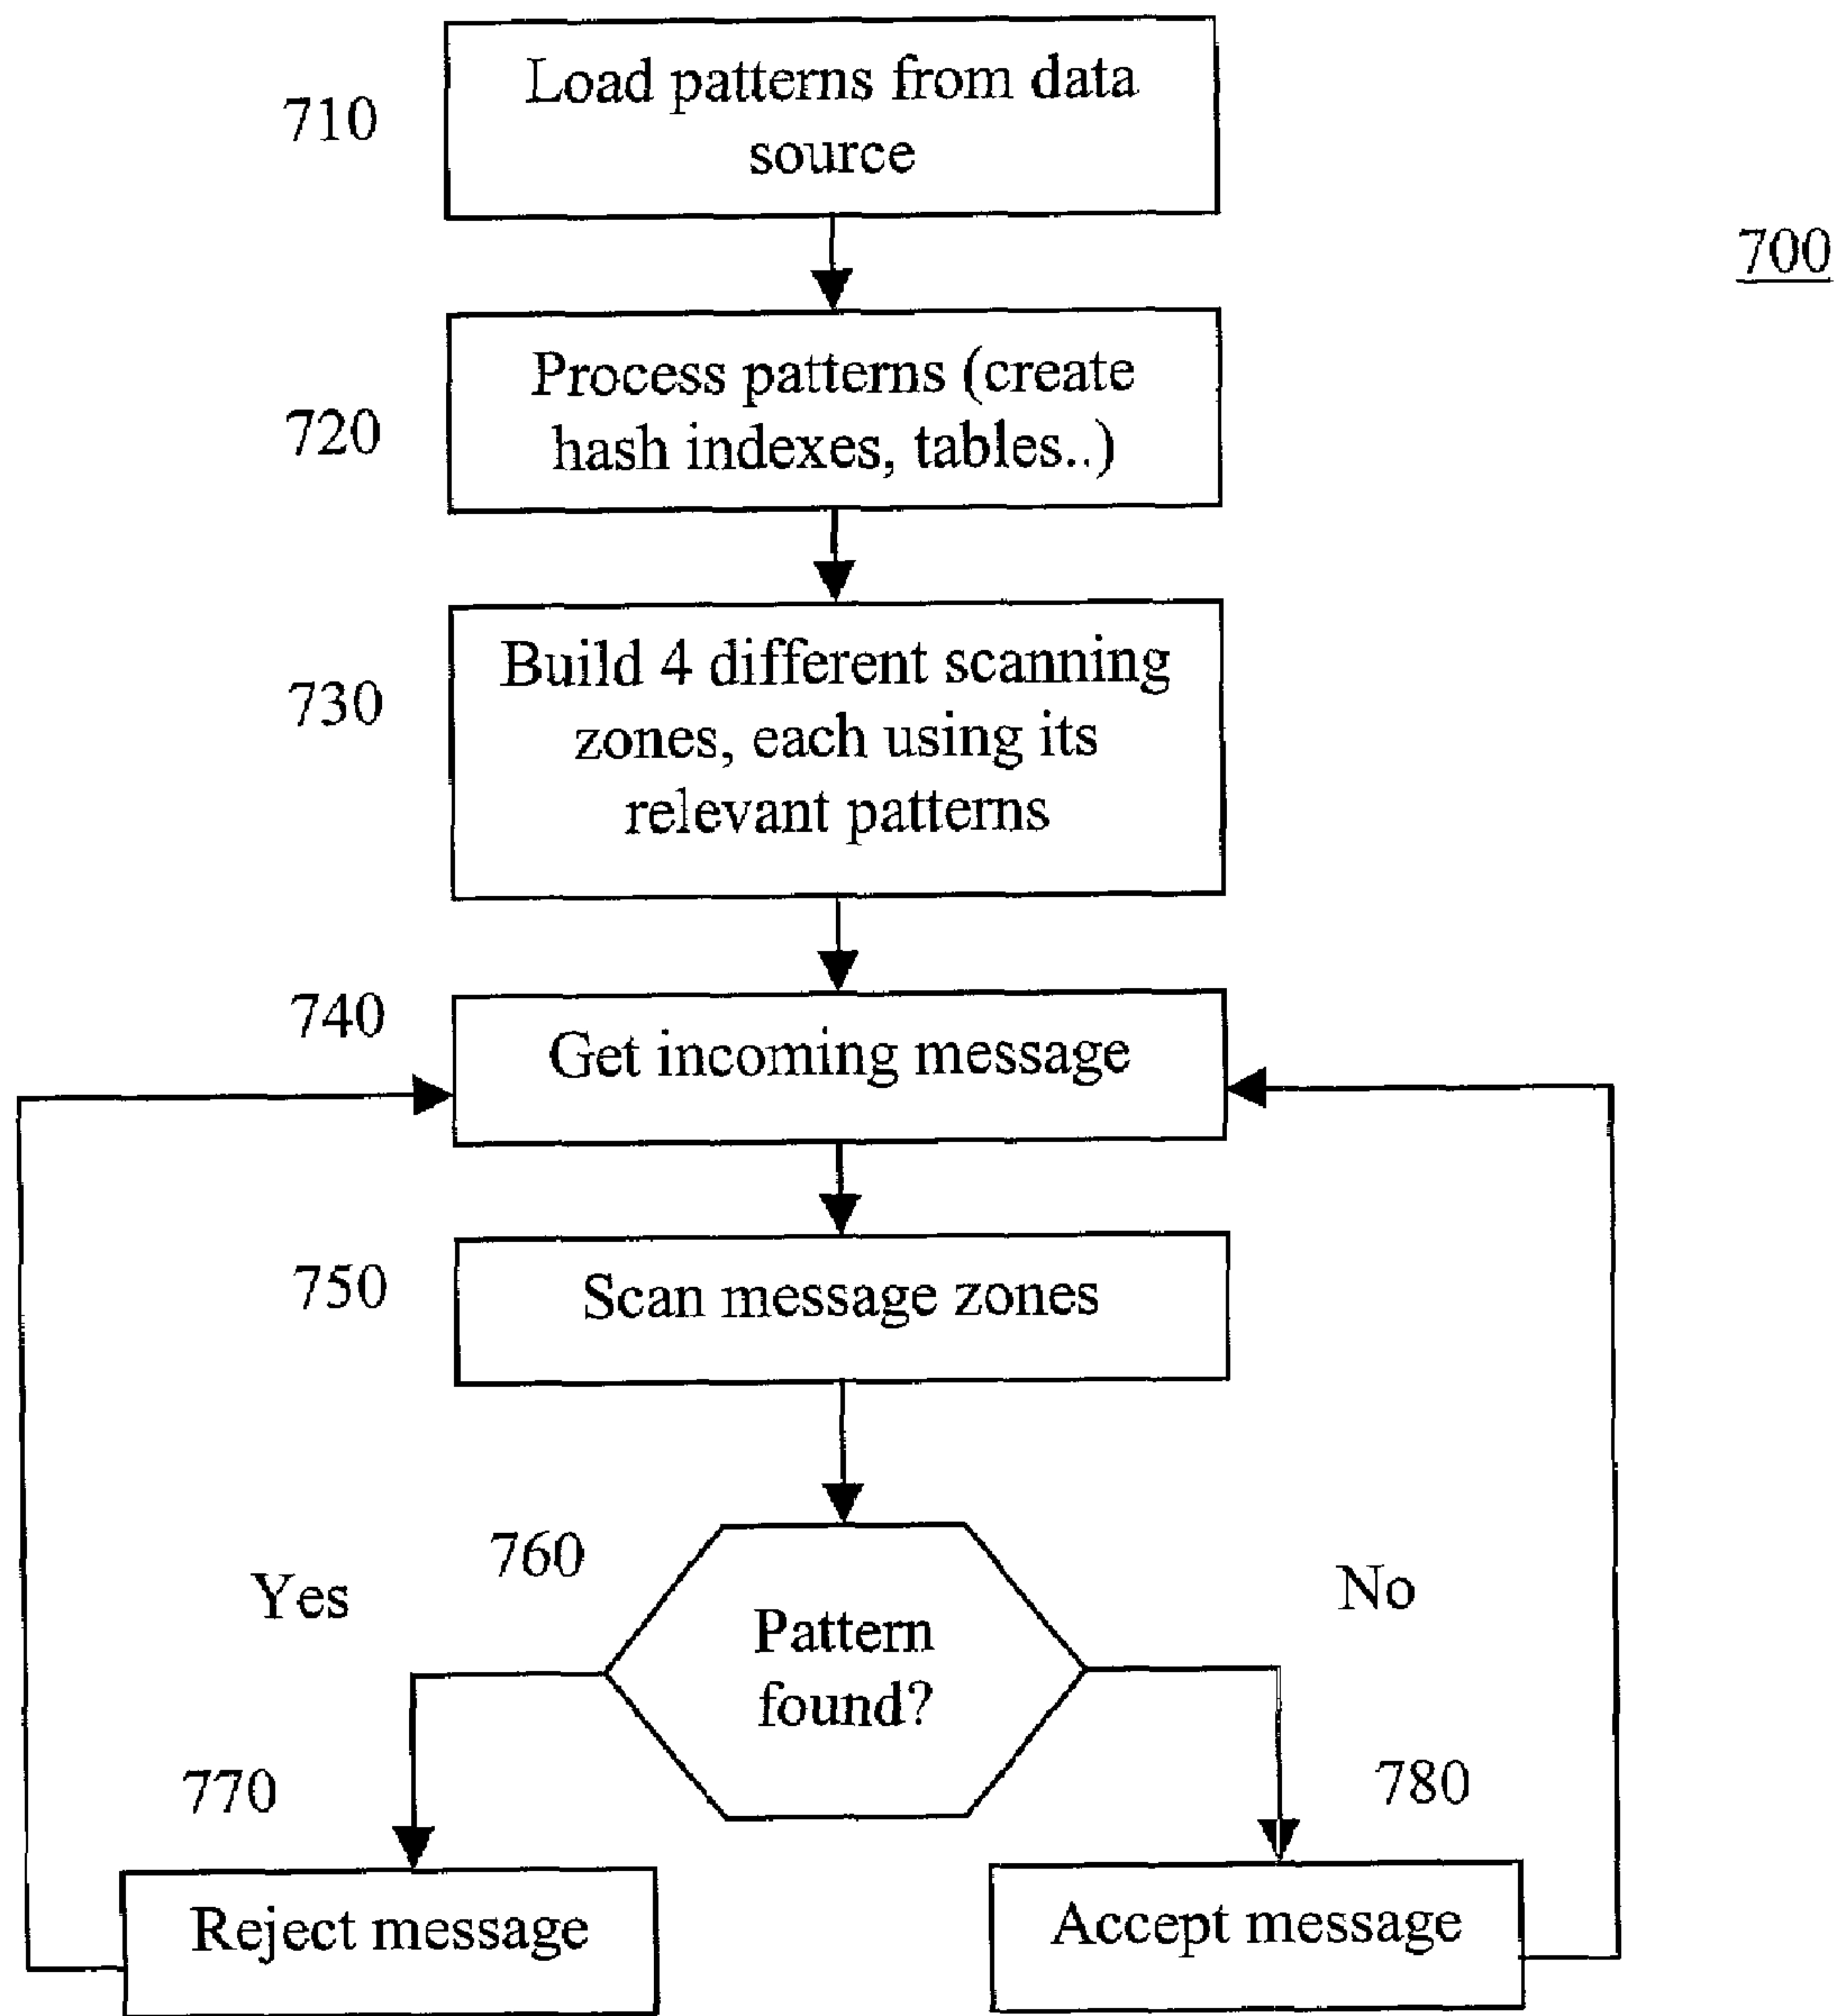 Load patterns from data
source
710
700
Process patterns (create
hash indexes, tables..)
720
Build 4 different scanning
zones, each using its
relevant patterns
730
740
Get incoming message
750
Scan message zones
760
Yes
No
Pattern
found?
770
780
Reject message
Accept message